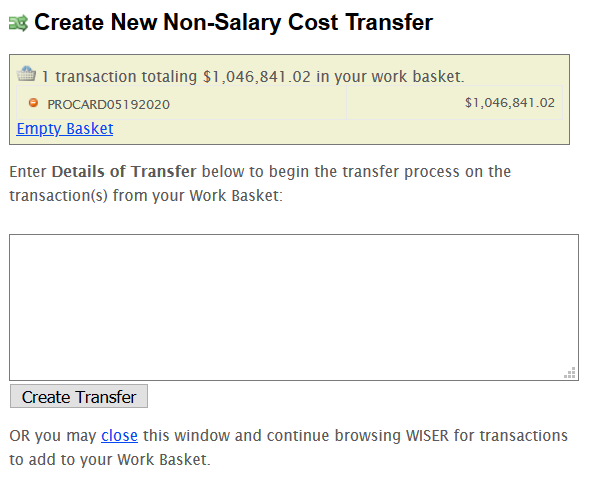 Create New Non-Salary Cost Transfer
1 transaction totaling $1,046,841.02 in your work basket.
PROCARD05192020 $1,046,841.02
Empty Basket
Enter Details of Transfer below to begin the transfer process on the
transaction(s) from your Work Basket:
Create Transfer
OR you may close this window and continue browsing WISER for transactions
to add to your Work Basket.